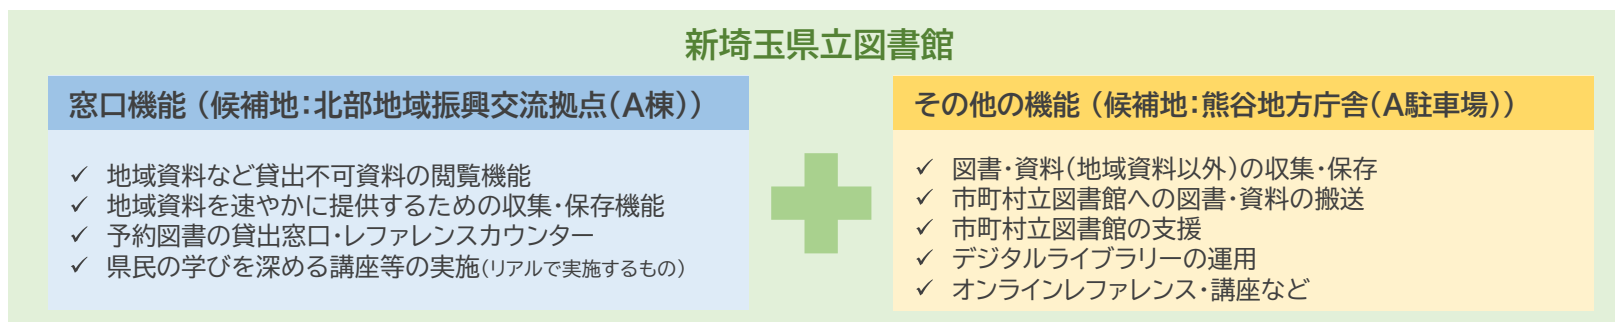 新埼玉県立図書館
窓口機能（候補地：北部地域振興交流拠点（A棟））
✓ 地域資料など貸出不可資料の閲覧機能
✓ 地域資料を速やかに提供するための収集・保存機能
✓ 予約図書の貸出窓口・レファレンスカウンター
✓ 県民の学びを深める講座等の実施（リアルで実施するもの）
その他の機能（候補地：熊谷地方庁舎（A駐車場））
✓ 図書・資料（地域資料以外）の収集・保存
✓ 市町村立図書館への図書・資料の搬送
✓ 市町村立図書館の支援
✓ デジタルライブラリーの運用
✓ オンラインレファレンス・講座など